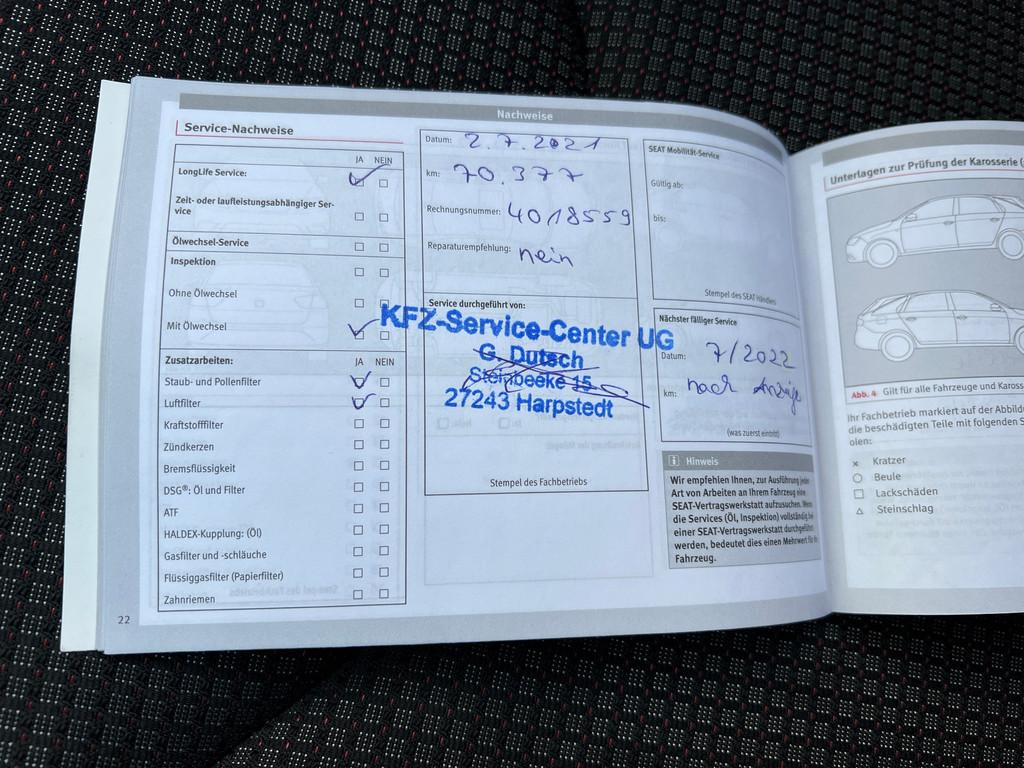 Nachweise
Service-Nachweise
JA NEIN
LongLife Service:
Zeit- oder laufleistungsabhängiger Ser-
vice
Ölwechsel-Service
Inspektion
Ohne Ölwechsel
Mit Ölwechsel
Zusatzarbeiten: JA NEIN
Staub- und Pollenfilter
Luftfilter
Kraftstofffilter
Zündkerzen
Bremsflüssigkeit
DSG®: Öl und Filter
ATF
HALDEX-Kupplung: (Öl)
Gasfilter und -schläuche
Flüssiggasfilter (Papierfilter)
Zahnriemen
22
Datum: 2.7.2021
km: 70.377
Rechnungsnummer: 4018559
Reparaturempfehlung: nein
Service durchgeführt von:
KFZ-Service-Center UG
G. Dutsch
Steinbeeke 15
27243 Harpstedt
Stempel des Fachbetriebs
SEAT Mobilität-Service
Gültig ab:
bis:
Stempel des SEAT Händlers
Nächster fälliger Service
Datum: 7/2022
km: nach Anzeige
(was zuerst eintritt)
i Hinweis
Wir empfehlen Ihnen, zur Ausführung jeder
Art von Arbeiten an Ihrem Fahrzeug eine
SEAT-Vertragswerkstatt aufzusuchen. Wenn
die Services (Öl, Inspektion) vollständig bei
einer SEAT-Vertragswerkstatt durchgeführt
werden, bedeutet dies einen Mehrwert für Ihr
Fahrzeug.
Unterlagen zur Prüfung der Karosserie
Abb. 4 Gilt für alle Fahrzeuge und Kaross
Ihr Fachbetrieb markiert auf der Abbild
die beschädigten Teile mit folgenden S
olen:
Kratzer
Beule
Lackschäden
Steinschlag